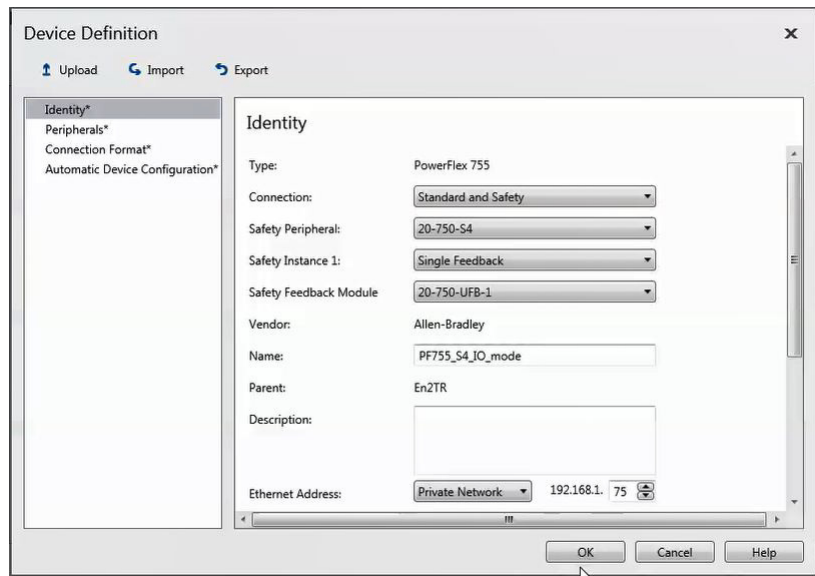 Device Definition
Upload Import Export
Identity*
Peripherals*
Connection Format*
Automatic Device Configuration*
Identity
Type: PowerFlex 755
Connection: Standard and Safety
Safety Peripheral: 20-750-S4
Safety Instance 1: Single Feedback
Safety Feedback Module 20-750-UFB-1
Vendor: Allen-Bradley
Name: PF755_S4_IO_mode
Parent: En2TR
Description:
Ethernet Address: Private Network 192.168.1. 75
OK Cancel Help